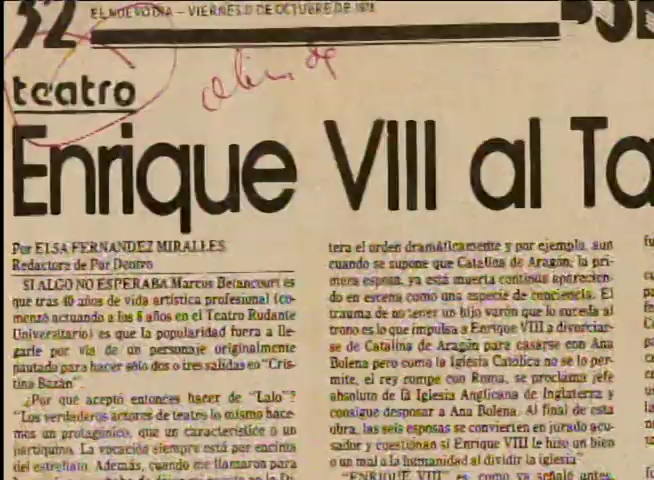 32
EL NUEVO DIA – VIERNES DE OCTUBRE DE
teatro
Enrique VIII al Ta
Por ELSA FERNANDEZ MIRALLES
Redactora de Por Dentro
SI ALGO NO ESPERABA Marcos Betancourt es
que tras 40 años de vida artística profesional (co-
menzó actuando a los 8 años en el Teatro Rodante
Universitario) es que la popularidad fuera a lle-
garle por vía de un personaje originalmente
pautado para hacer sólo dos o tres salidas en "Cris-
tina Bazán".
¿Por qué aceptó entonces hacer de "Lalo"?
"Los verdaderos actores de teatro lo mismo hace-
mos un protagónico, que un característico o un
partiquino. La vocación siempre está por encima
del estrellato. Además, cuando me llamaron para
tera el orden dramáticamente y por ejemplo, aun
cuando se supone que Catalina de Aragón, la pri-
mera esposa, ya está muerta continúa aparecien-
do en escena como una especie de conciencia. El
trauma de no tener un hijo varón que lo suceda al
trono es lo que impulsa a Enrique VIII a divorciar-
se de Catalina de Aragón para casarse con Ana
Bolena pero como la Iglesia Católica no se lo per-
mite, el rey rompe con Roma, se proclama jefe
absoluto de la Iglesia Anglicana de Inglaterra y
consigue desposar a Ana Bolena. Al final de esta
obra, las seis esposas se convierten en jurado acu-
sador y cuestionan si Enrique VIII le hizo un bien
o un mal a la humanidad al dividir la iglesia"
"ENRIQUE VIII" es, como ya señaló antes,